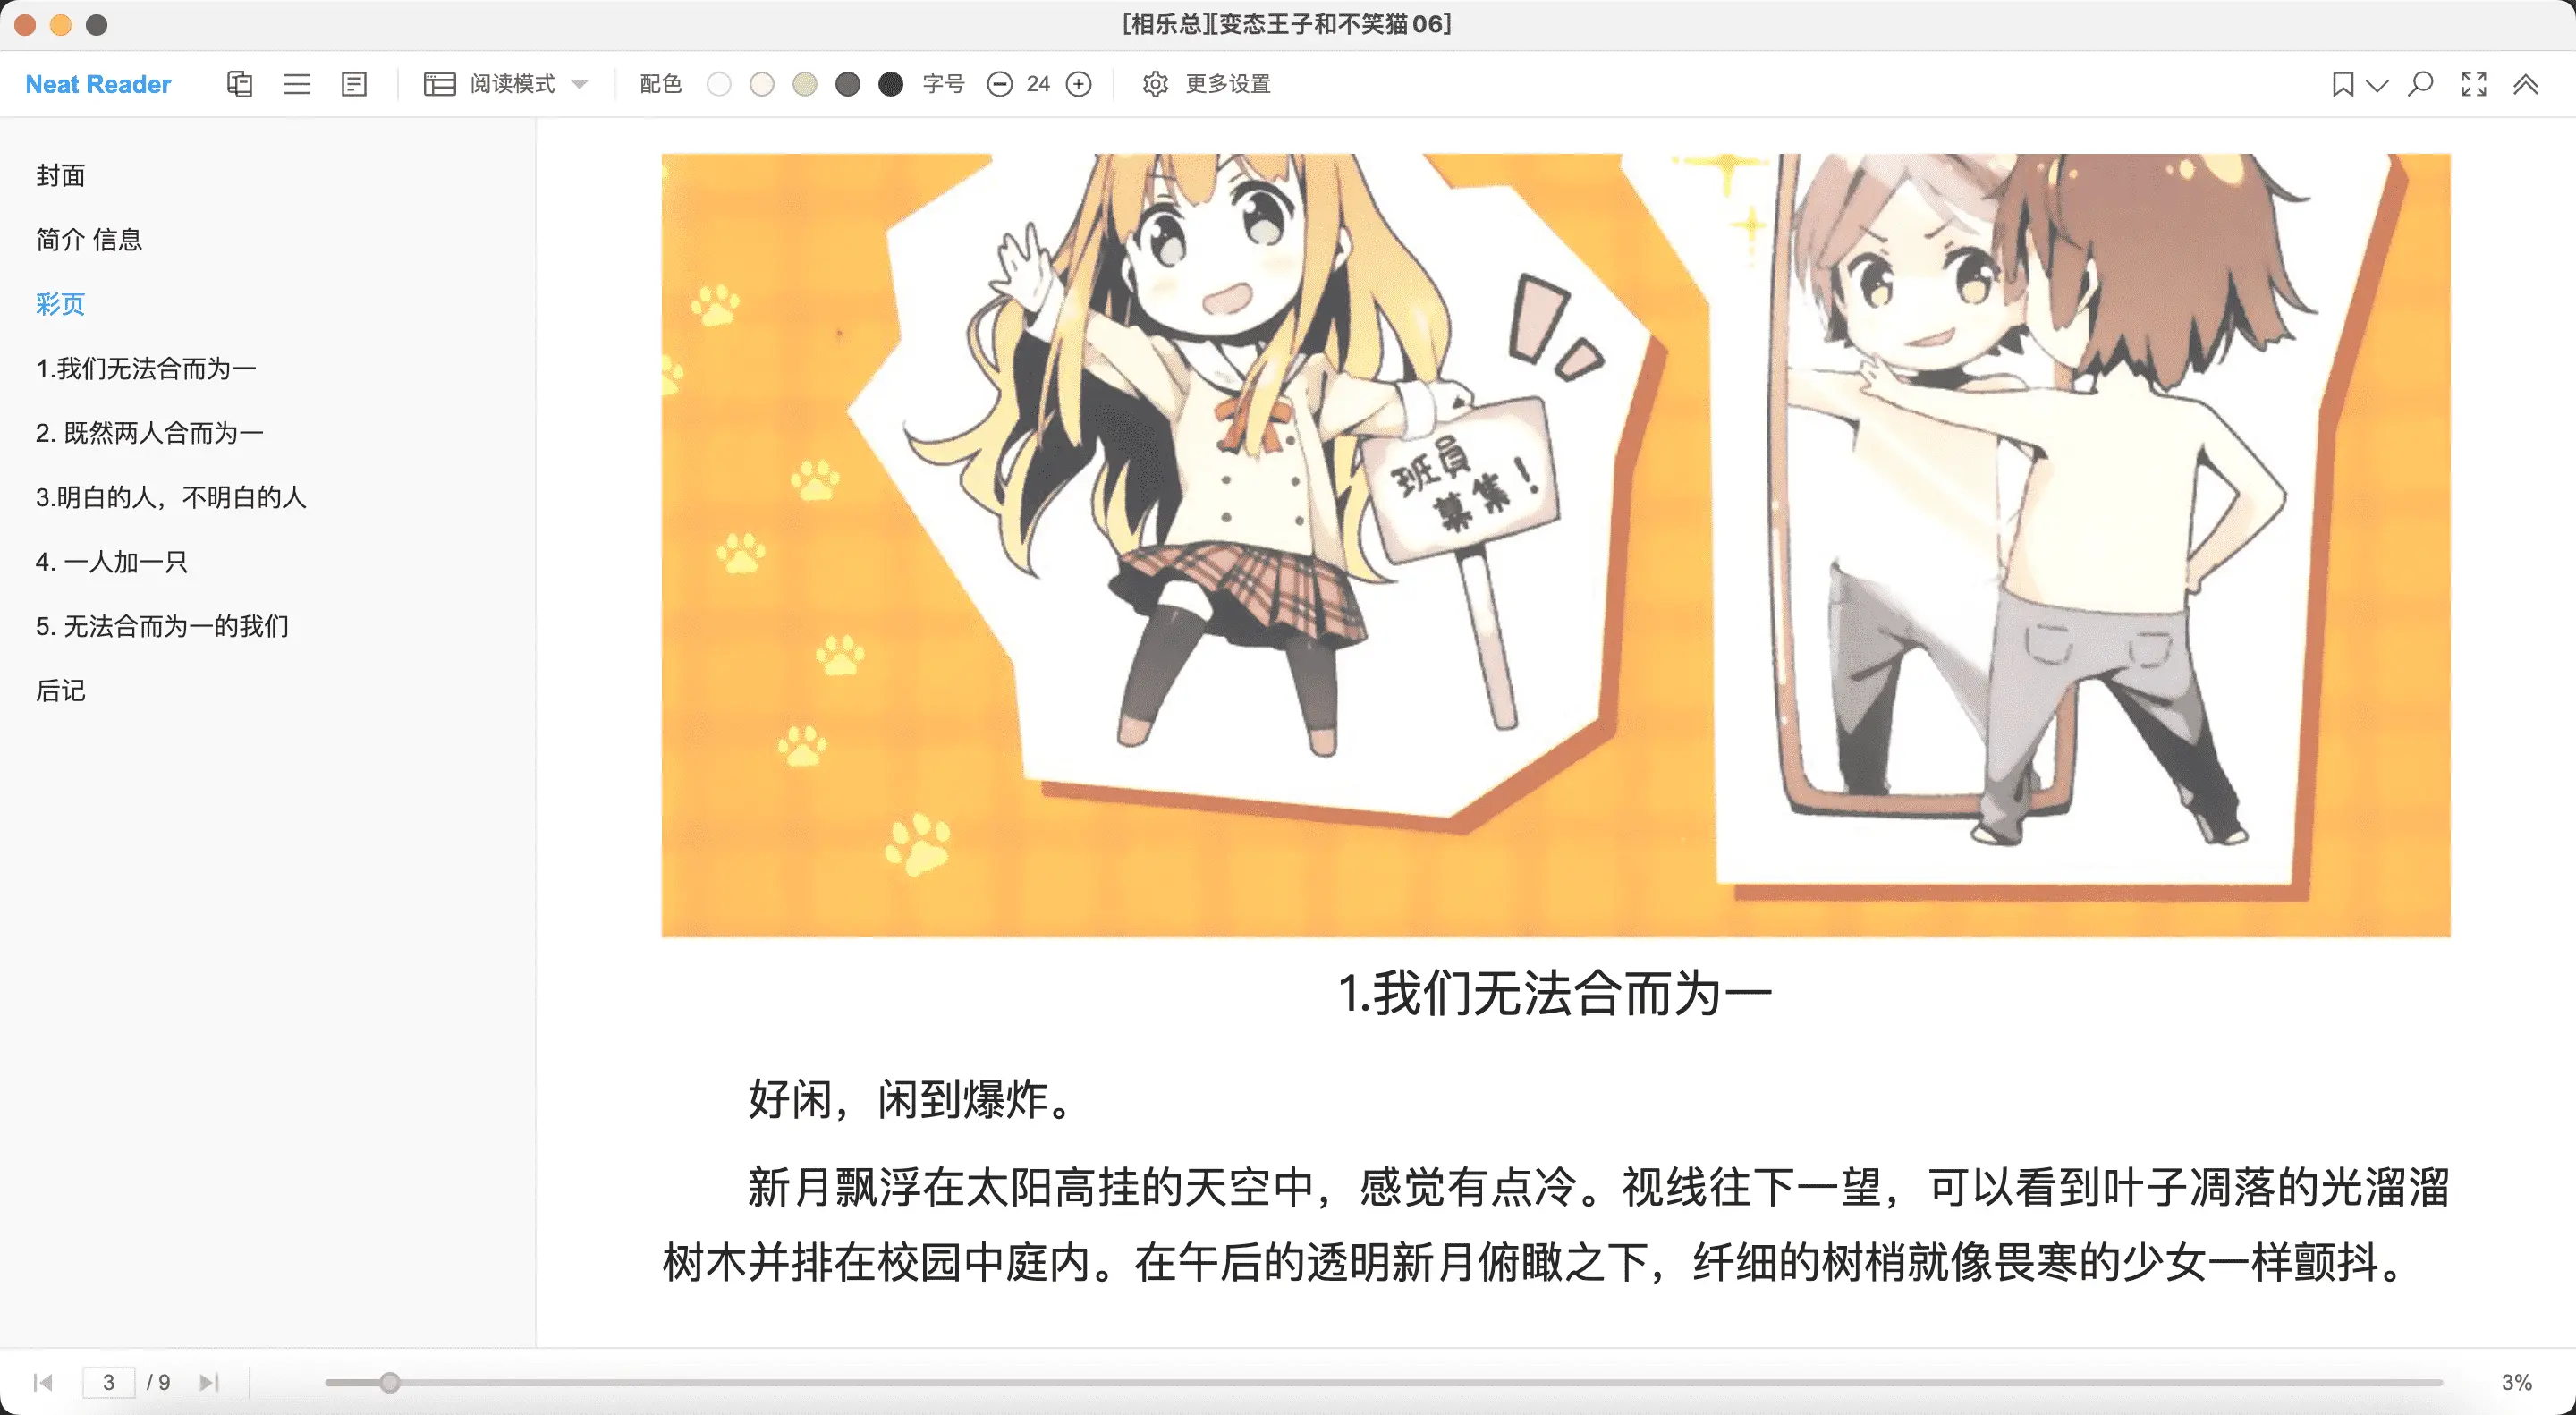 [相乐总][变态王子和不笑猫06]
Neat Reader
阅读模式
配色
字号
24
更多设置
封面
简介 信息
彩页
1.我们无法合而为一
2. 既然两人合而为一
3.明白的人，不明白的人
4. 一人加一只
5. 无法合而为一的我们
后记
班員
募集！
1.我们无法合而为一
好闲，闲到爆炸。
新月飘浮在太阳高挂的天空中，感觉有点冷。视线往下一望，可以看到叶子凋落的光溜溜
树木并排在校园中庭内。在午后的透明新月俯瞰之下，纤细的树梢就像畏寒的少女一样颤抖。
3 / 9
3%